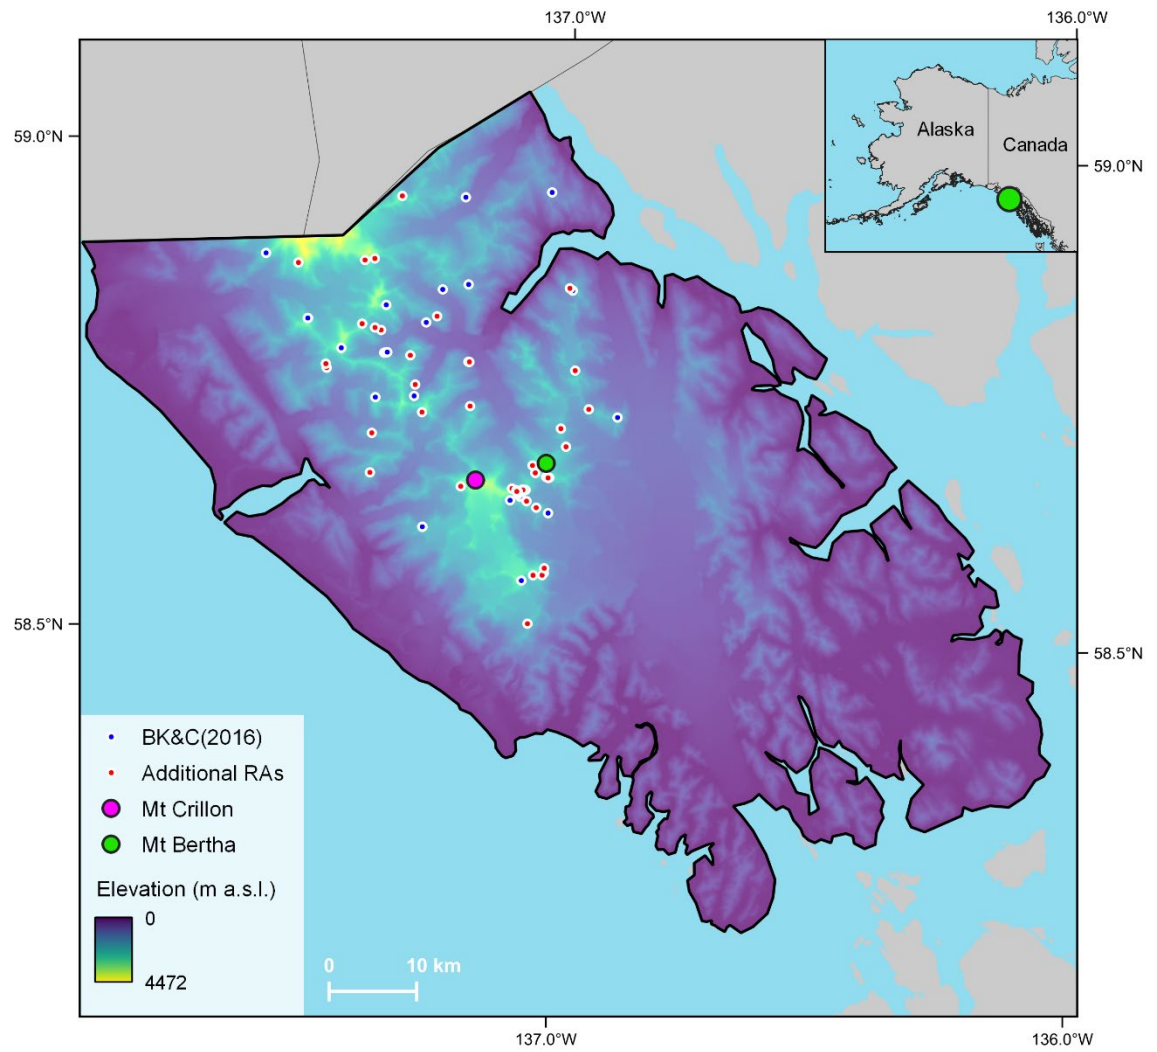 137.0°W
136.0°W
59.0°N
Alaska
Canada
59.0°N
58.5°N
58.5°N
BK&C(2016)
Additional RAs
Mt Crillon
Mt Bertha
Elevation (m a.s.l.)
0
4472
0 10 km
137.0°W
136.0°W